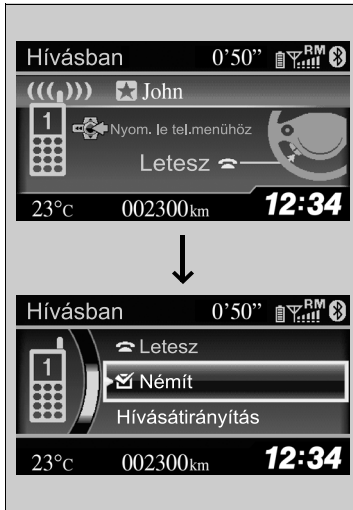 Hívásban 0'50” RM
John
1 Nyom. le tel.menühöz
Letesz
23°C 002300km 12:34
Hívásban 0'50” RM
Letesz
1 Némít
Hívásátirányítás
23°C 002300km 12:34